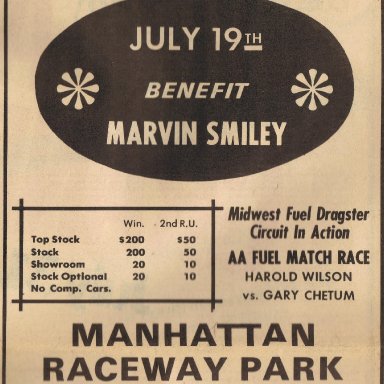 JULY 19TH
BENEFIT
MARVIN SMILEY
Win. - 2nd R.U.
Top Stock $200 $50
Stock 200 50
Showroom 20 10
Stock Optional 20 10
No Comp. Cars.
Midwest Fuel Dragster
Circuit In Action
AA FUEL MATCH RACE
HAROLD WILSON
vs. GARY CHETUM
MANHATTAN
RACEWAY PARK